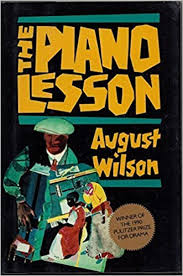 THE
PIANO
LESSON
August
Wilson
WINNER OF THE
1990
PULITZER PRIZE
FOR DRAMA